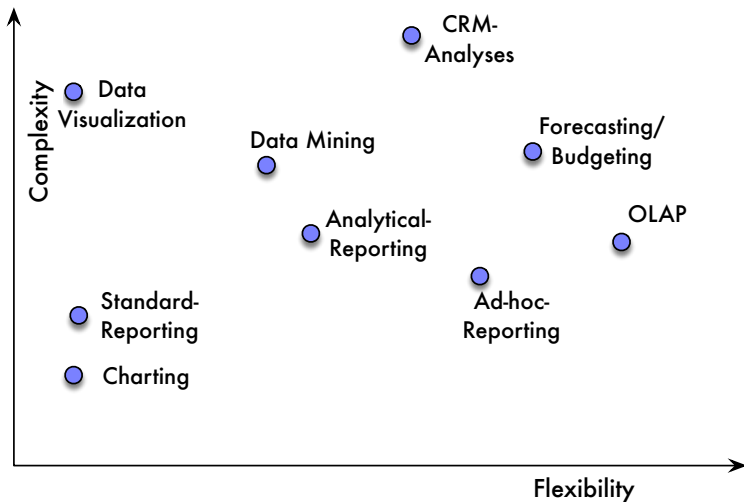 CRM-
Analyses
Data
Visualization
Complexity
Data Mining
Forecasting/
Budgeting
Analytical-
Reporting
OLAP
Standard-
Reporting
Ad-hoc-
Reporting
Charting
Flexibility